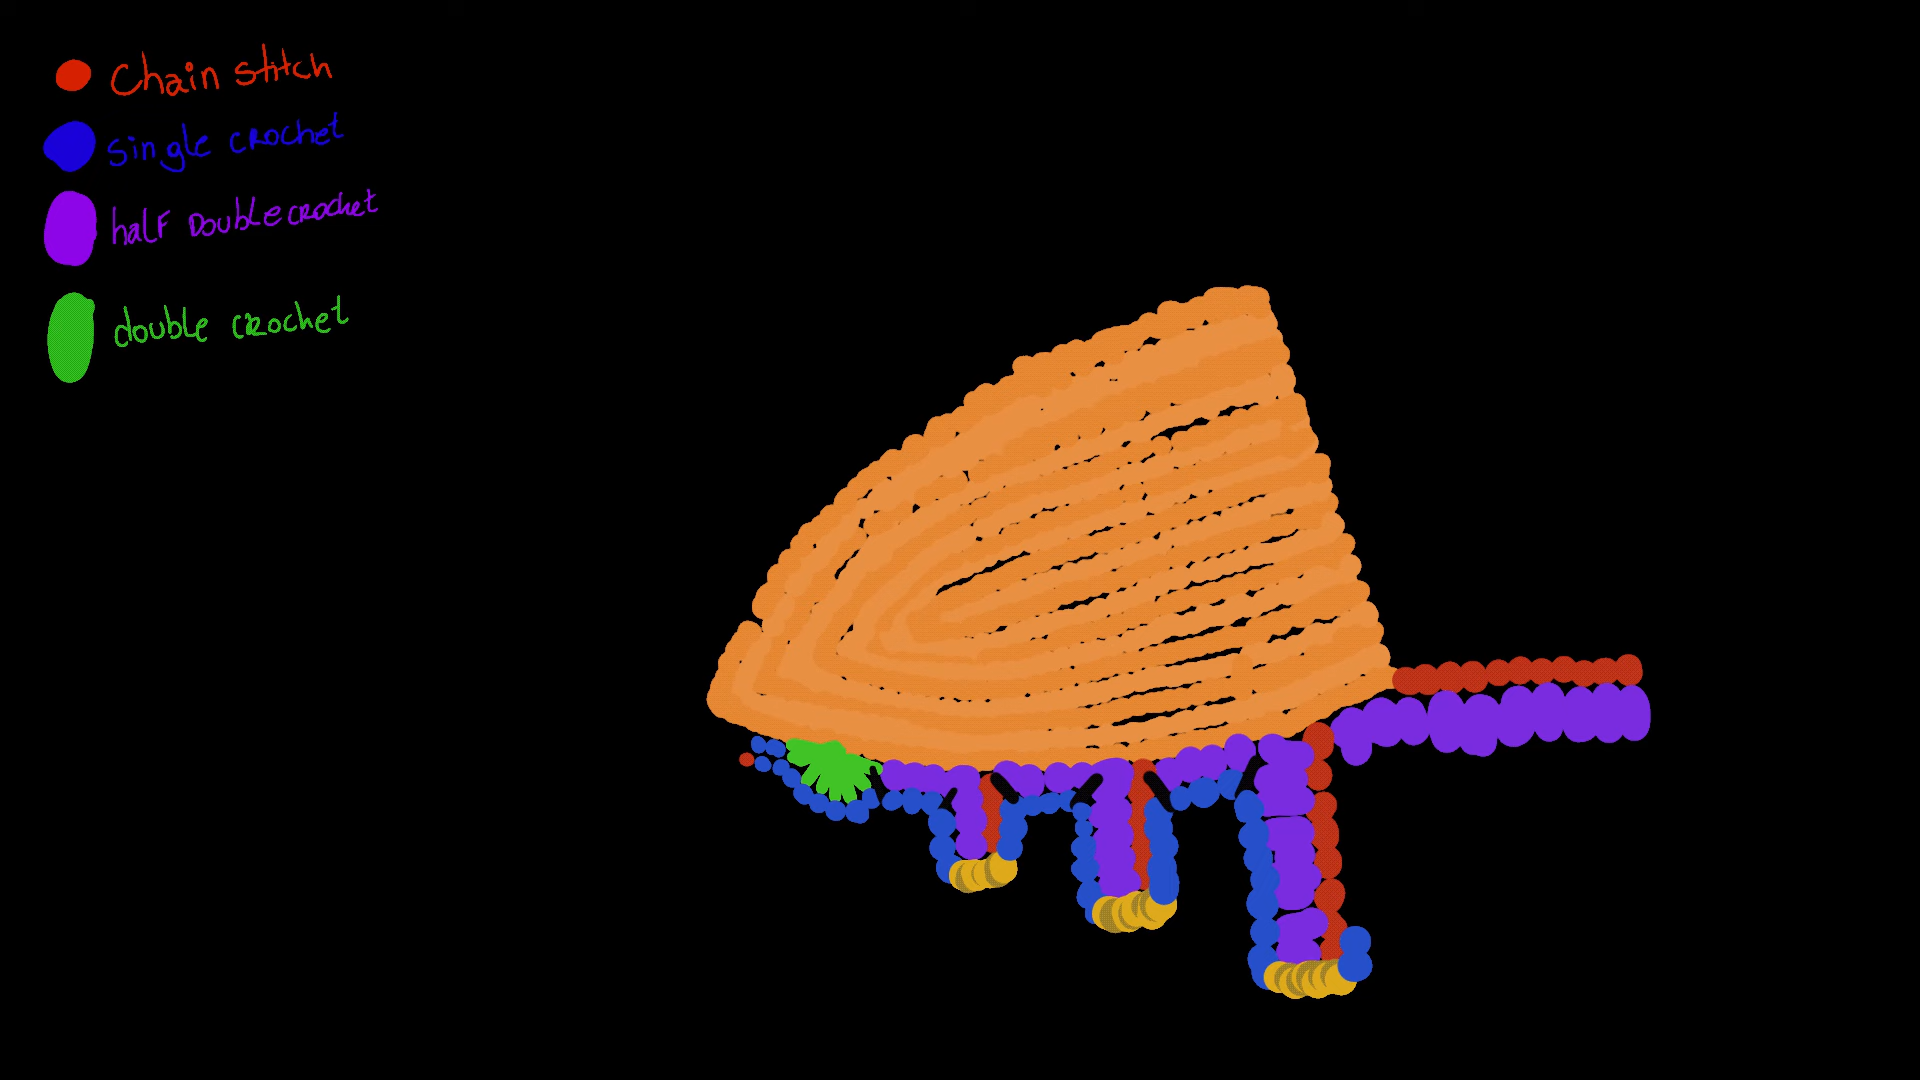 Chain stitch
single crochet
half Double crochet
double crochet